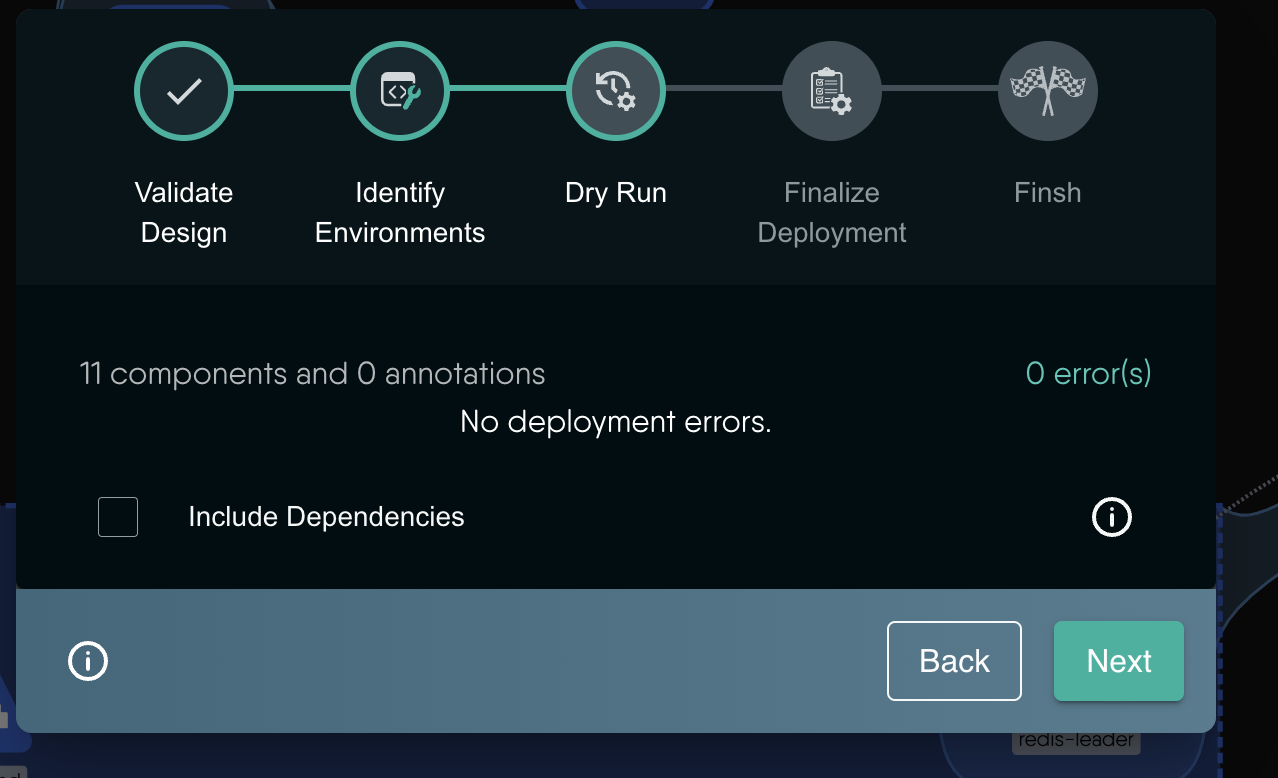 Validate
Design
Identify
Environments
Dry Run
Finalize
Deployment
Finsh
11 components and 0 annotations
0 error(s)
No deployment errors.
Include Dependencies
Back
Next
redis-leader